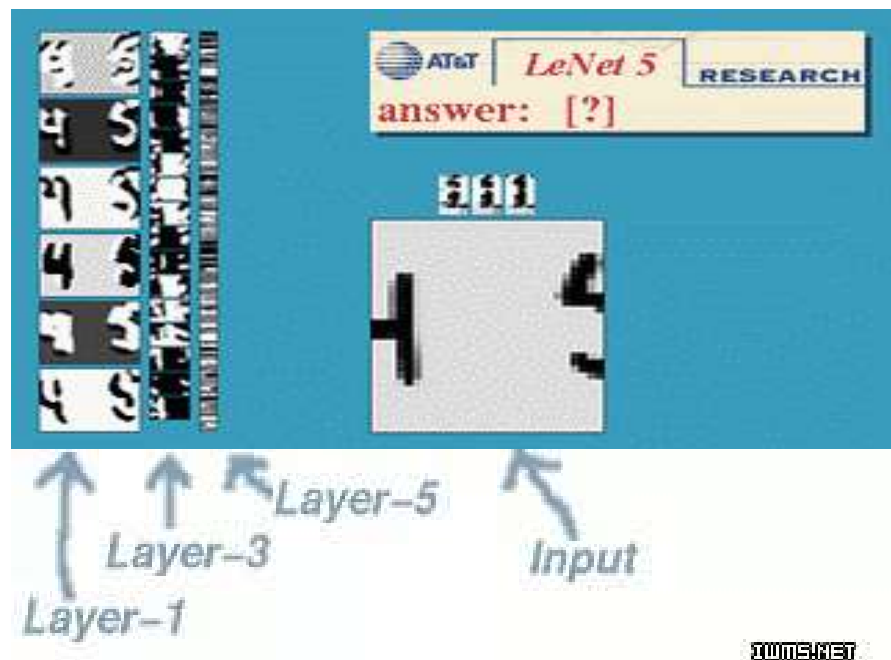 AT&T LeNet 5 RESEARCH
answer: [?]
Layer-5
Layer-3
Input
Layer-1
IWMS.NET